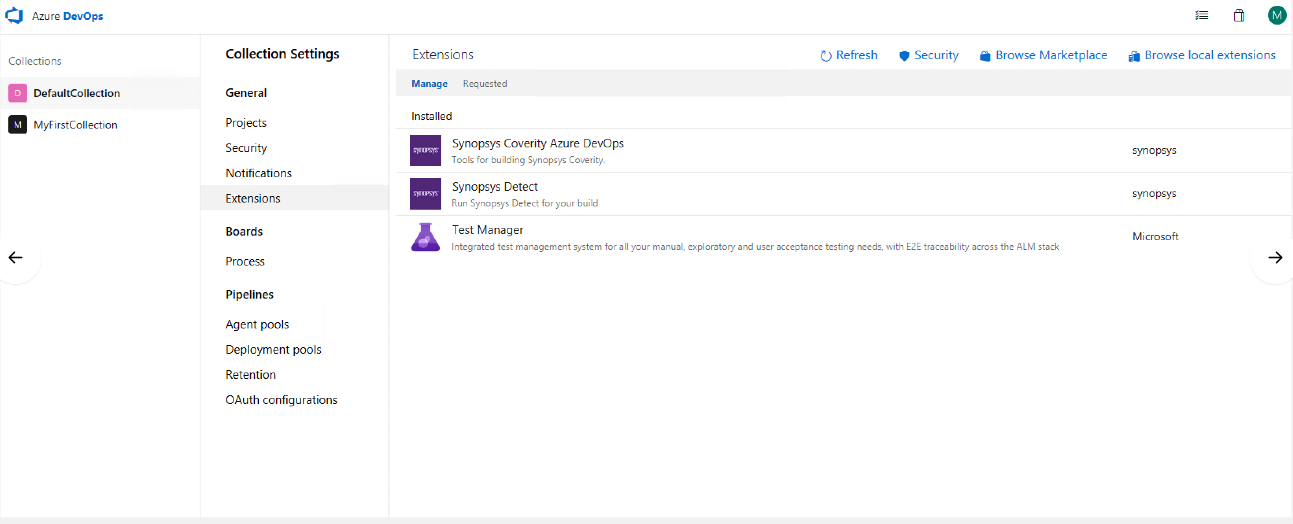 Azure DevOps
M
Collections
D DefaultCollection
M MyFirstCollection
Collection Settings
General
Projects
Security
Notifications
Extensions
Boards
Process
Pipelines
Agent pools
Deployment pools
Retention
OAuth configurations
Extensions
Refresh Security Browse Marketplace Browse local extensions
Manage Requested
Installed
SYNOPSYS
Synopsys Coverity Azure DevOps
Tools for building Synopsys Coverity.
synopsys
SYNOPSYS
Synopsys Detect
Run Synopsys Detect for your build
synopsys
Test Manager
Integrated test management system for all your manual, exploratory and user acceptance testing needs, with E2E traceability across the ALM stack
Microsoft